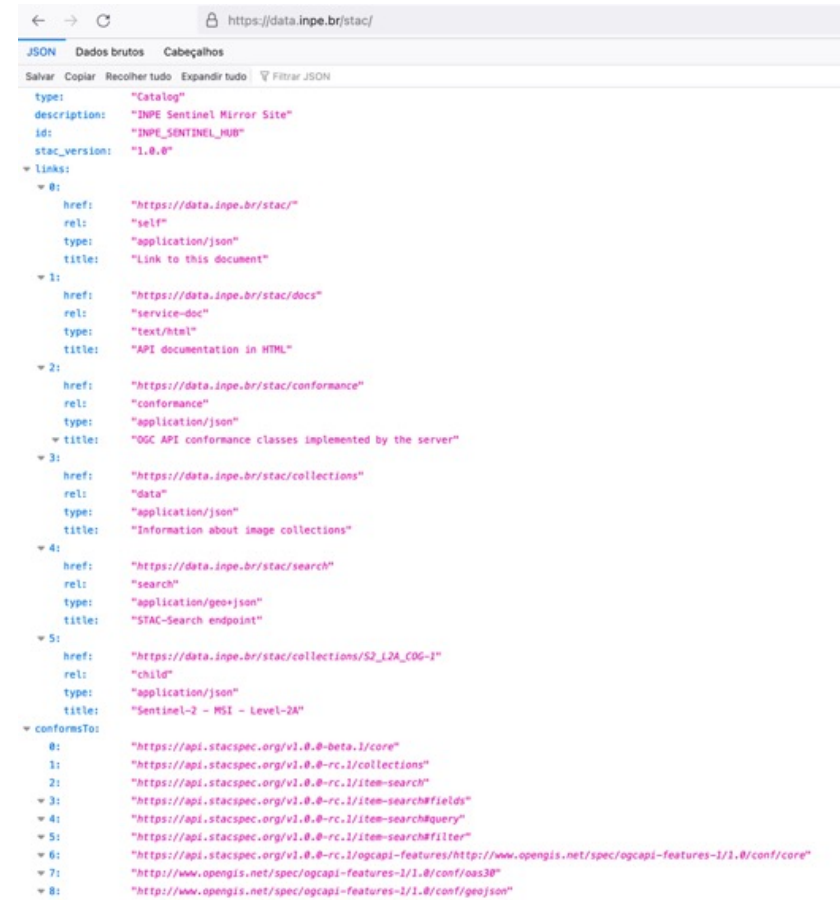 https://data.inpe.br/stac/
JSON Dados brutos Cabeçalhos
Salvar Copiar Recolher tudo Expandir tudo Filtrar JSON
type: "Catalog"
description: "INPE Sentinel Mirror Site"
id: "INPE_SENTINEL_HUB"
stac_version: "1.0.0"
links:
0:
href: "https://data.inpe.br/stac/"
rel: "self"
type: "application/json"
title: "Link to this document"
1:
href: "https://data.inpe.br/stac/docs"
rel: "service-doc"
type: "text/html"
title: "API documentation in HTML"
2:
href: "https://data.inpe.br/stac/conformance"
rel: "conformance"
type: "application/json"
title: "OGC API conformance classes implemented by the server"
3:
href: "https://data.inpe.br/stac/collections"
rel: "data"
type: "application/json"
title: "Information about image collections"
4:
href: "https://data.inpe.br/stac/search"
rel: "search"
type: "application/geo+json"
title: "STAC-Search endpoint"
5:
href: "https://data.inpe.br/stac/collections/S2_L2A_COG-1"
rel: "child"
type: "application/json"
title: "Sentinel-2 - MSI - Level-2A"
conformsTo:
0: "https://api.stacspec.org/v1.0.0-beta.1/core"
1: "https://api.stacspec.org/v1.0.0-rc.1/collections"
2: "https://api.stacspec.org/v1.0.0-rc.1/item-search"
3: "https://api.stacspec.org/v1.0.0-rc.1/item-search#fields"
4: "https://api.stacspec.org/v1.0.0-rc.1/item-search#query"
5: "https://api.stacspec.org/v1.0.0-rc.1/item-search#filter"
6: "https://api.stacspec.org/v1.0.0-rc.1/ogcapi-features/http://www.opengis.net/spec/ogcapi-features-1/1.0/conf/core"
7: "http://www.opengis.net/spec/ogcapi-features-1/1.0/conf/oas30"
8: "http://www.opengis.net/spec/ogcapi-features-1/1.0/conf/geojson"